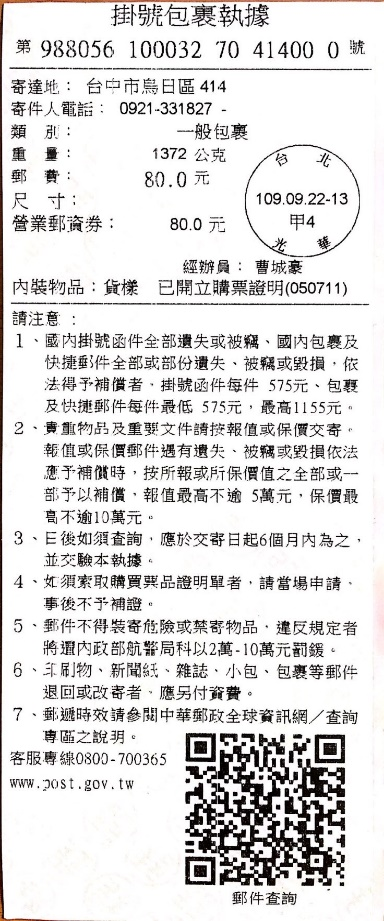 掛號包裹執據
第 988056 100032 70 41400 0 號
寄達地： 台中市烏日區 414
寄件人電話： 0921-331827 -
類 別： 一般包裹
重 量： 1372 公克
郵 費： 80.0 元
尺 寸：
營業郵資券： 80.0 元
台 北
109.09.22-13
甲4
光 華
經辦員： 曹城豪
內裝物品：貨樣 已開立購票證明(050711)
請注意：
1、國內掛號函件全部遺失或被竊、國內包裹及
快捷郵件全部或部份遺失、被竊或毀損，依
法得予補償者，掛號函件每件 575元、包裹
及快捷郵件每件最低 575元，最高1155元。
2、貴重物品及重要文件請按報值或保價交寄。
報值或保價郵件遇有遺失、被竊或毀損依法
應予補償時，按所報或所保價值之全部或一
部予以補償，報值最高不逾 5萬元，保價最
高不逾10萬元。
3、日後如須查詢，應於交寄日起6個月內為之，
並交驗本執據。
4、如須索取購買票品證明單者，請當場申請，
事後不予補證。
5、郵件不得裝寄危險或禁寄物品，違反規定者
將遭內政部航警局科以2萬-10萬元罰鍰。
6、印刷物、新聞紙、雜誌、小包、包裹等郵件
退回或改寄者，應另付資費。
7、郵遞時效請參閱中華郵政全球資訊網／查詢
專區之說明。
客服專線0800-700365
www.post.gov.tw
郵件查詢